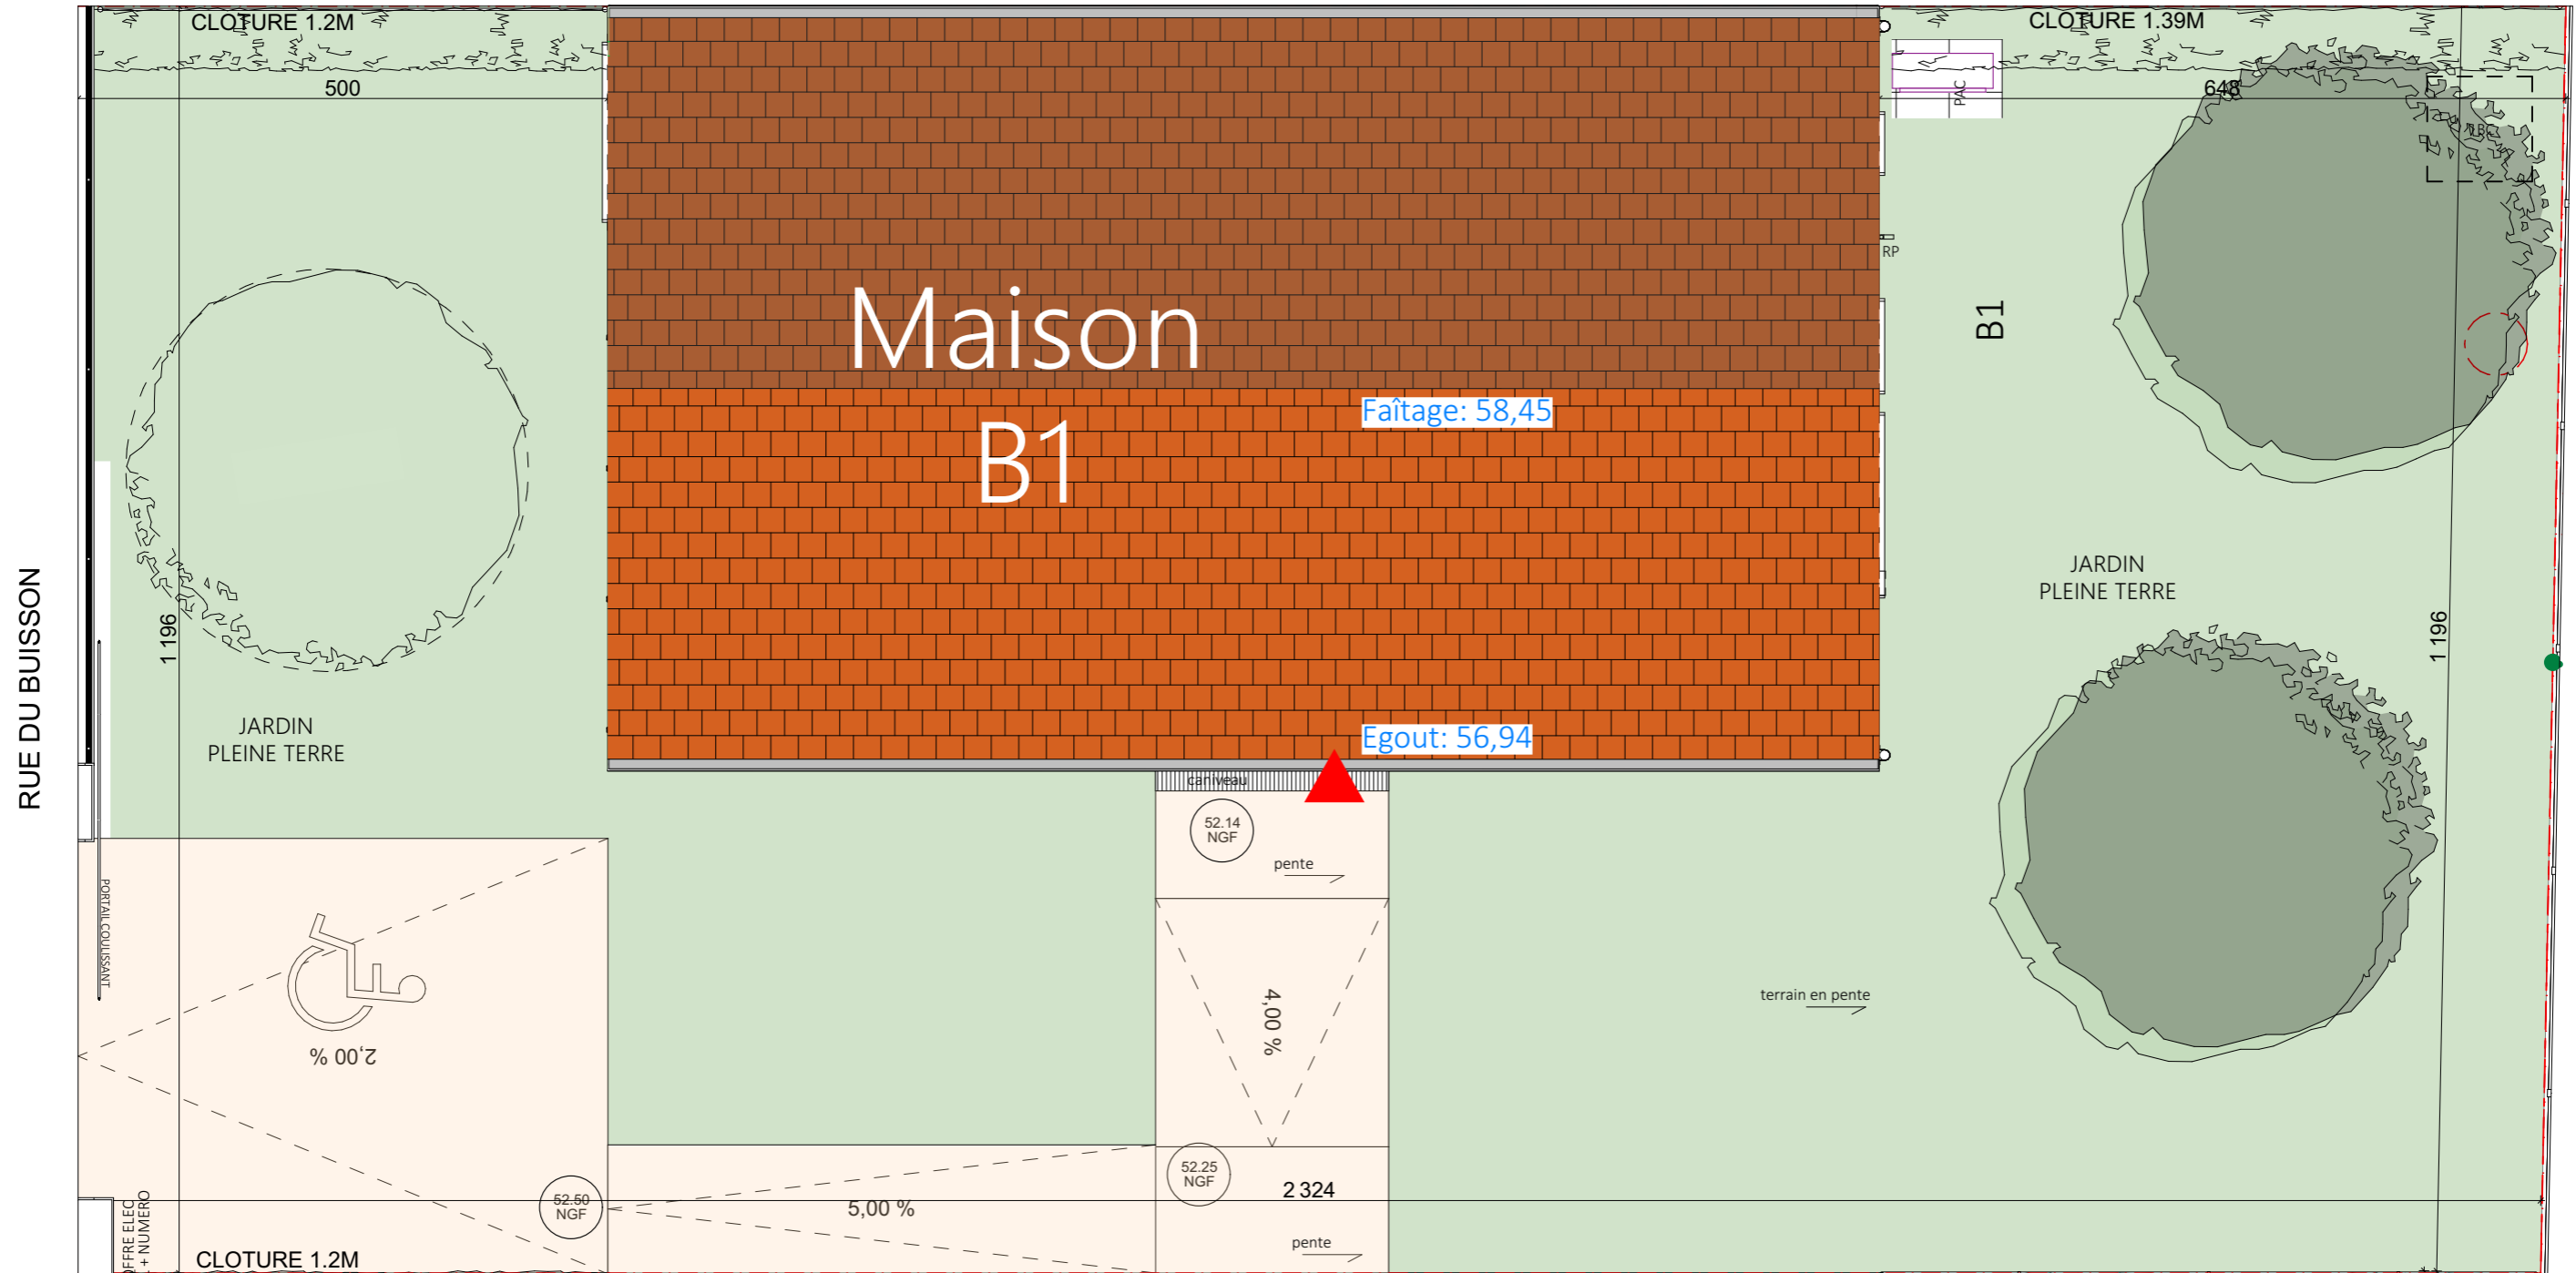 CLOTURE 1.2M
CLOTURE 1.39M
500
648
PAC
RP
Maison
B1
B1
Faîtage: 58,45
Egout: 56,94
JARDIN
PLEINE TERRE
1 196
1 196
RUE DU BUISSON
JARDIN
PLEINE TERRE
caniveau
52.14
NGF
pente
PORTAIL COULISSANT
terrain en pente
4,00 %
2,00 %
52.25
NGF
52.50
NGF
2 324
5,00 %
pente
+ NUMERO
CLOTURE 1.2M